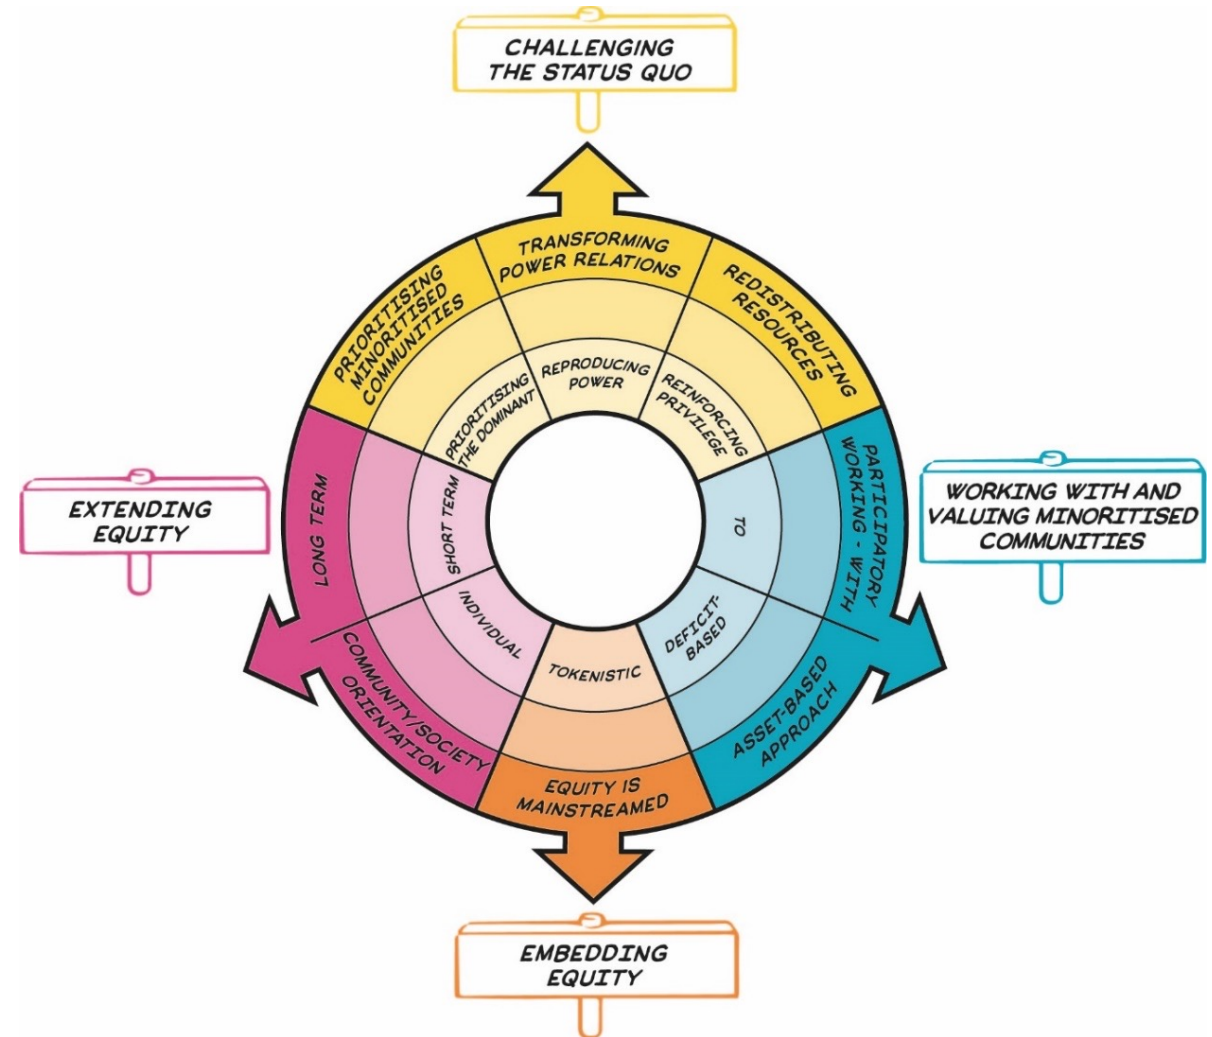 CHALLENGING
THE STATUS QUO
TRANSFORMING
POWER RELATIONS
PRIORITISING
MINORITISED
COMMUNITIES
REDISTRIBUTING
RESOURCES
PRIORITISING
THE DOMINANT
REPRODUCING
POWER
REINFORCING
PRIVILEGE
EXTENDING
EQUITY
LONG TERM
SHORT TERM
TO
PARTICIPATORY
WORKING - WITH
WORKING WITH AND
VALUING MINORITISED
COMMUNITIES
COMMUNITY/SOCIETY
ORIENTATION
INDIVIDUAL
TOKENISTIC
DEFICIT-
BASED
ASSET-BASED
APPROACH
EQUITY IS
MAINSTREAMED
EMBEDDING
EQUITY